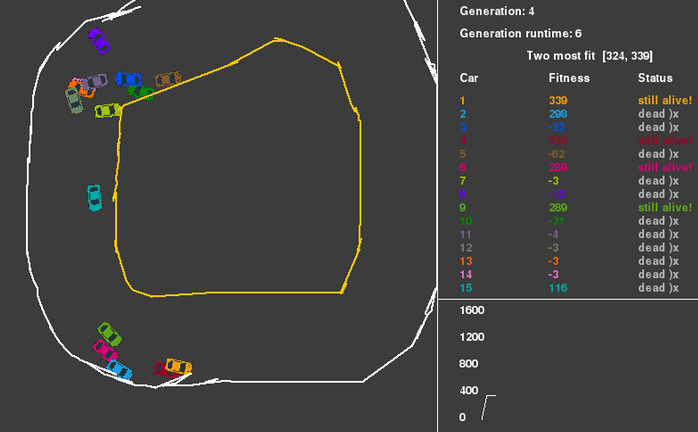 Generation: 4
Generation runtime: 6
Two most fit [324, 339]
Car Fitness Status
1 339 still alive!
2 298 dead )x
3 -23 dead )x
still alive!
5 -62 dead )x
6 289 still alive!
7 -3 dead )x
dead )x
9 289 still alive!
10 -31 dead )x
11 -4 dead )x
12 -3 dead )x
13 -3 dead )x
14 -3 dead )x
15 116 dead )x
1600
1200
800
400
0